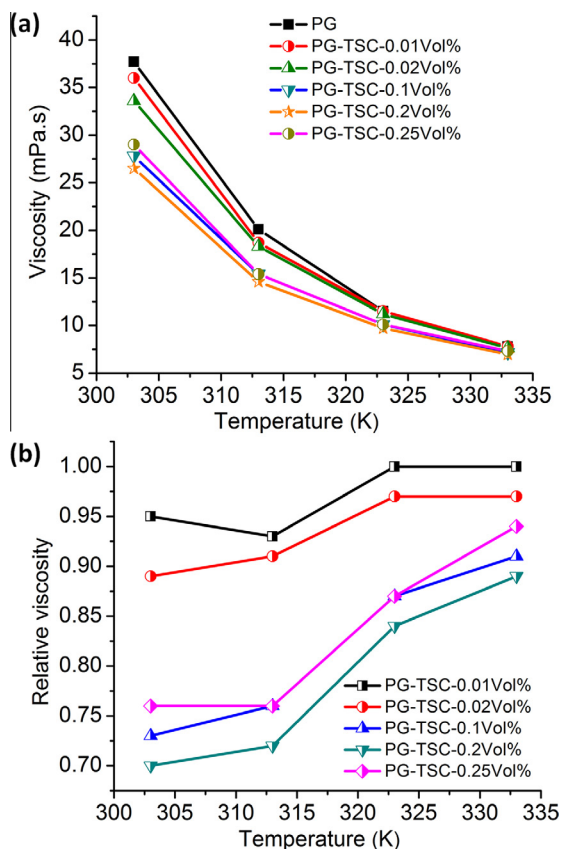 (a)
40
35
30
25
20
15
10
5
Viscosity (mPa.s)
PG
PG-TSC-0.01Vol%
PG-TSC-0.02Vol%
PG-TSC-0.1Vol%
PG-TSC-0.2Vol%
PG-TSC-0.25Vol%
300 305 310 315 320 325 330 335
Temperature (K)
(b)
1.00
0.95
0.90
0.85
0.80
0.75
0.70
Relative viscosity
PG-TSC-0.01Vol%
PG-TSC-0.02Vol%
PG-TSC-0.1Vol%
PG-TSC-0.2Vol%
PG-TSC-0.25Vol%
300 305 310 315 320 325 330 335
Temperature (K)